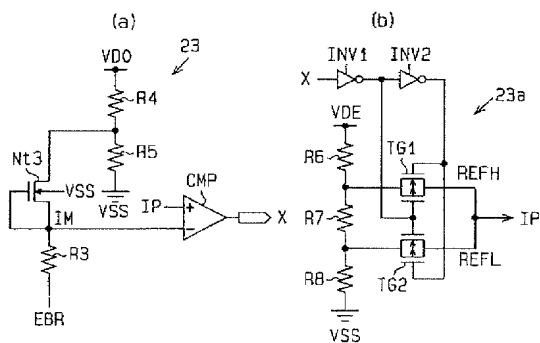 (a)
23
VDO
R4
R5
Nt3
VSS
VSS
IM
IP
CMP
X
R3
EBR
(b)
INV1
INV2
X
23a
VDE
R6
TG1
REFH
R7
IP
REFL
R8
TG2
VSS